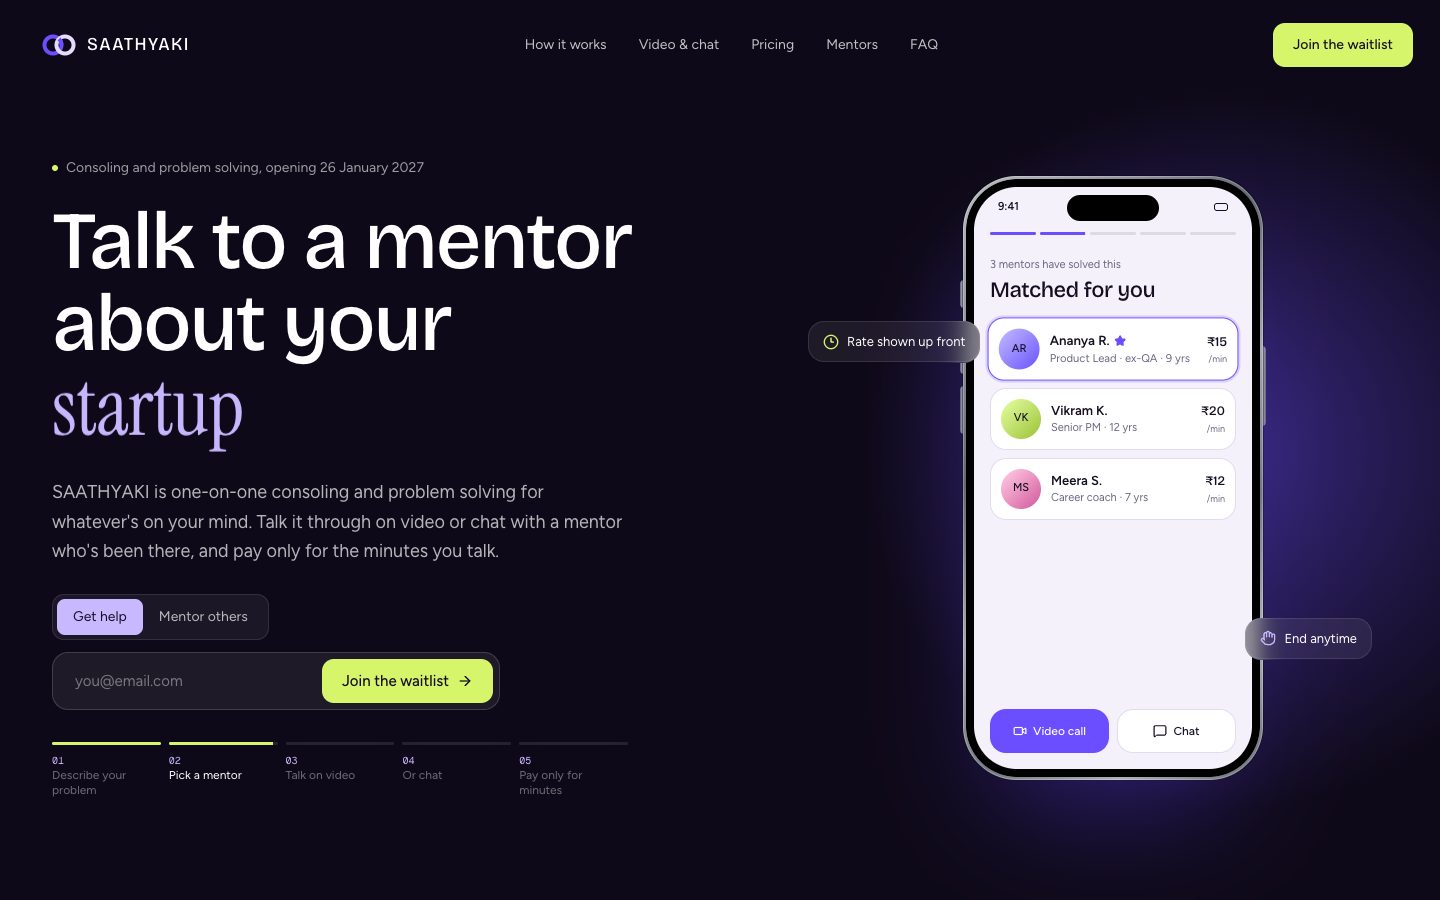 SAATHYAKI
How it works
Video & chat
Pricing
Mentors
FAQ
Join the waitlist
Consoling and problem solving, opening 26 January 2027
Talk to a mentor
about your
startup
SAATHYAKI is one-on-one consoling and problem solving for
whatever's on your mind. Talk it through on video or chat with a mentor
who's been there, and pay only for the minutes you talk.
Get help
Mentor others
you@email.com
Join the waitlist
01
Describe your
problem
02
Pick a mentor
03
Talk on video
04
Or chat
05
Pay only for
minutes
9:41
3 mentors have solved this
Matched for you
Rate shown up front
AR
Ananya R.
Product Lead · ex-QA · 9 yrs
₹15
/min
VK
Vikram K.
Senior PM · 12 yrs
₹20
/min
MS
Meera S.
Career coach · 7 yrs
₹12
/min
End anytime
Video call
Chat